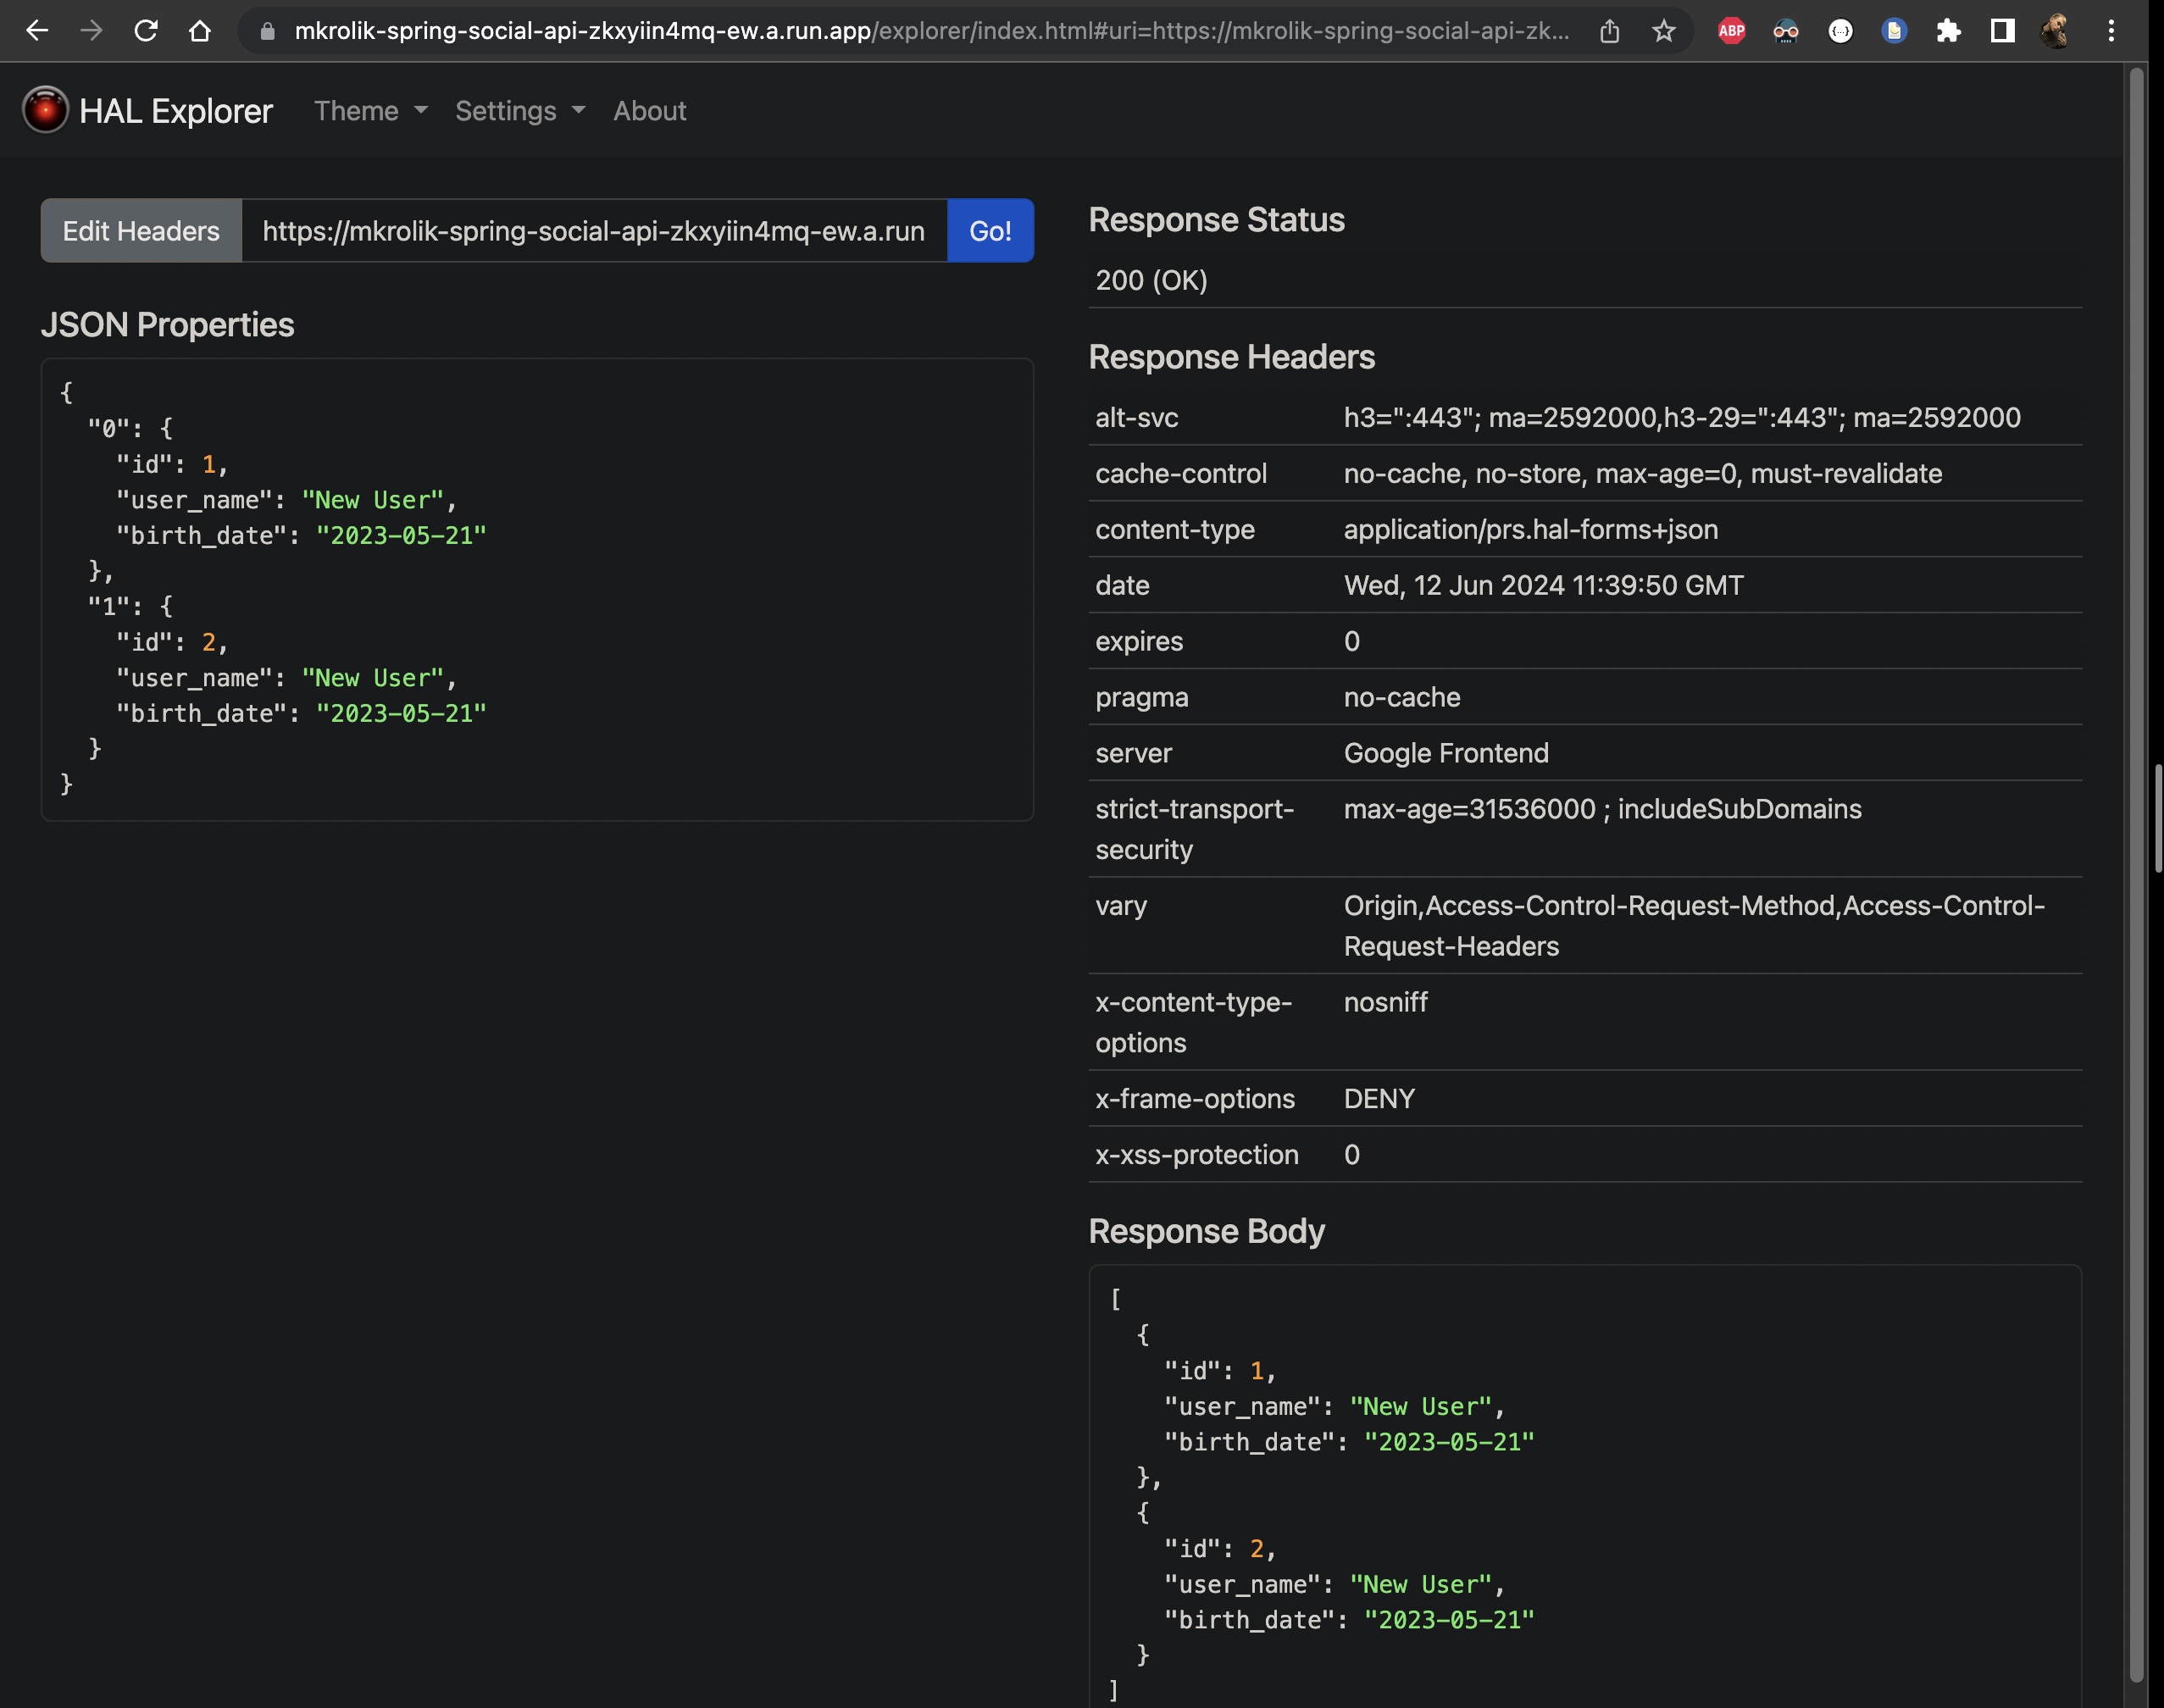 mkrolik-spring-social-api-zkxyiin4mq-ew.a.run.app/explorer/index.html#uri=https://mkrolik-spring-social-api-zk...
ABP
HAL Explorer Theme Settings About
Edit Headers https://mkrolik-spring-social-api-zkxyiin4mq-ew.a.run Go!
JSON Properties
{
"0": {
"id": 1,
"user_name": "New User",
"birth_date": "2023-05-21"
},
"1": {
"id": 2,
"user_name": "New User",
"birth_date": "2023-05-21"
}
}
Response Status
200 (OK)
Response Headers
alt-svc h3=":443"; ma=2592000,h3-29=":443"; ma=2592000
cache-control no-cache, no-store, max-age=0, must-revalidate
content-type application/prs.hal-forms+json
date Wed, 12 Jun 2024 11:39:50 GMT
expires 0
pragma no-cache
server Google Frontend
strict-transport- max-age=31536000 ; includeSubDomains
security
vary Origin,Access-Control-Request-Method,Access-Control-
Request-Headers
x-content-type- nosniff
options
x-frame-options DENY
x-xss-protection 0
Response Body
[
{
"id": 1,
"user_name": "New User",
"birth_date": "2023-05-21"
},
{
"id": 2,
"user_name": "New User",
"birth_date": "2023-05-21"
}
]